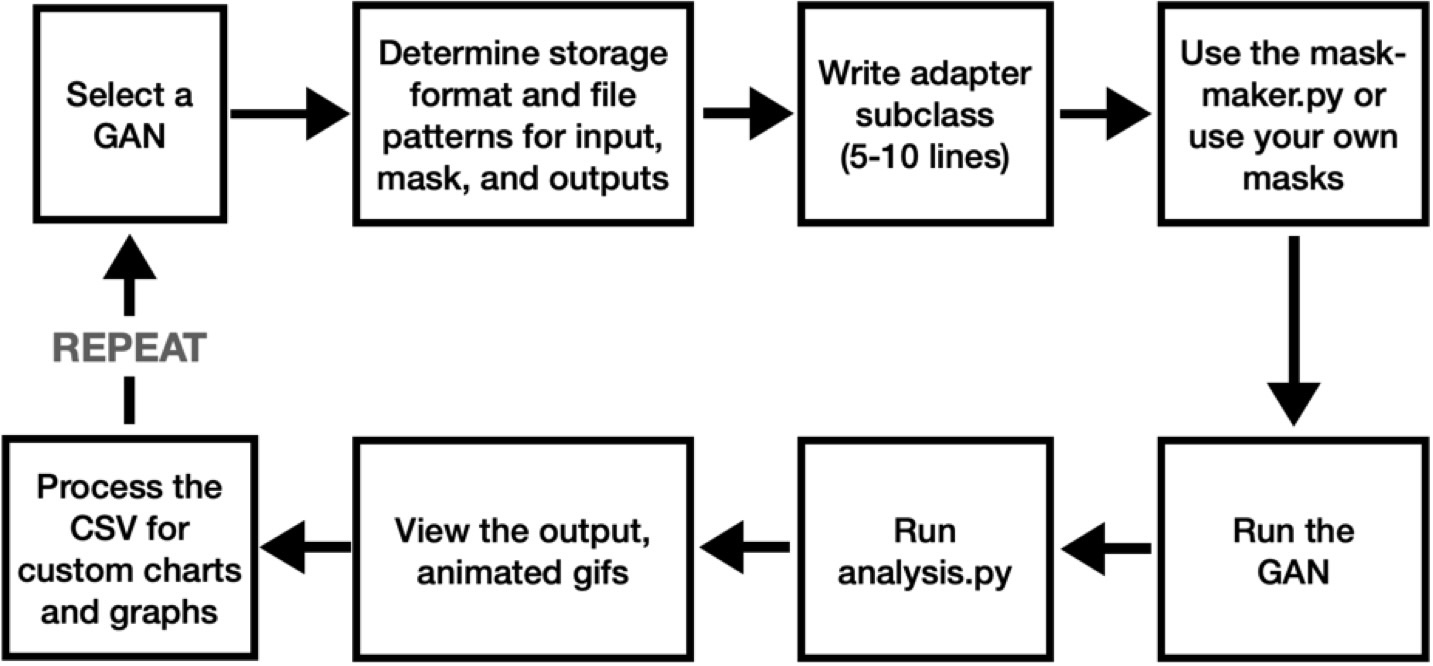 Select a
GAN
Determine storage
format and file
patterns for input,
mask, and outputs
Write adapter
subclass
(5-10 lines)
Use the mask-
maker.py or
use your own
masks
Run the
GAN
Run
analysis.py
View the output,
animated gifs
Process the
CSV for
custom charts
and graphs
REPEAT